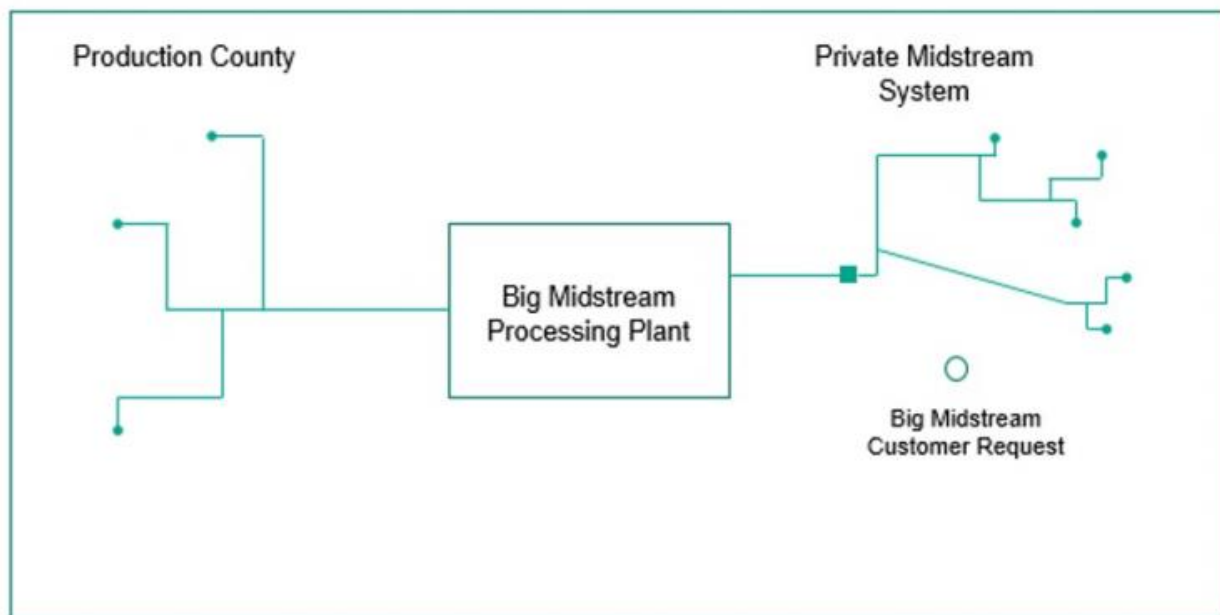 Production County
Private Midstream
System
Big Midstream
Processing Plant
Big Midstream
Customer Request